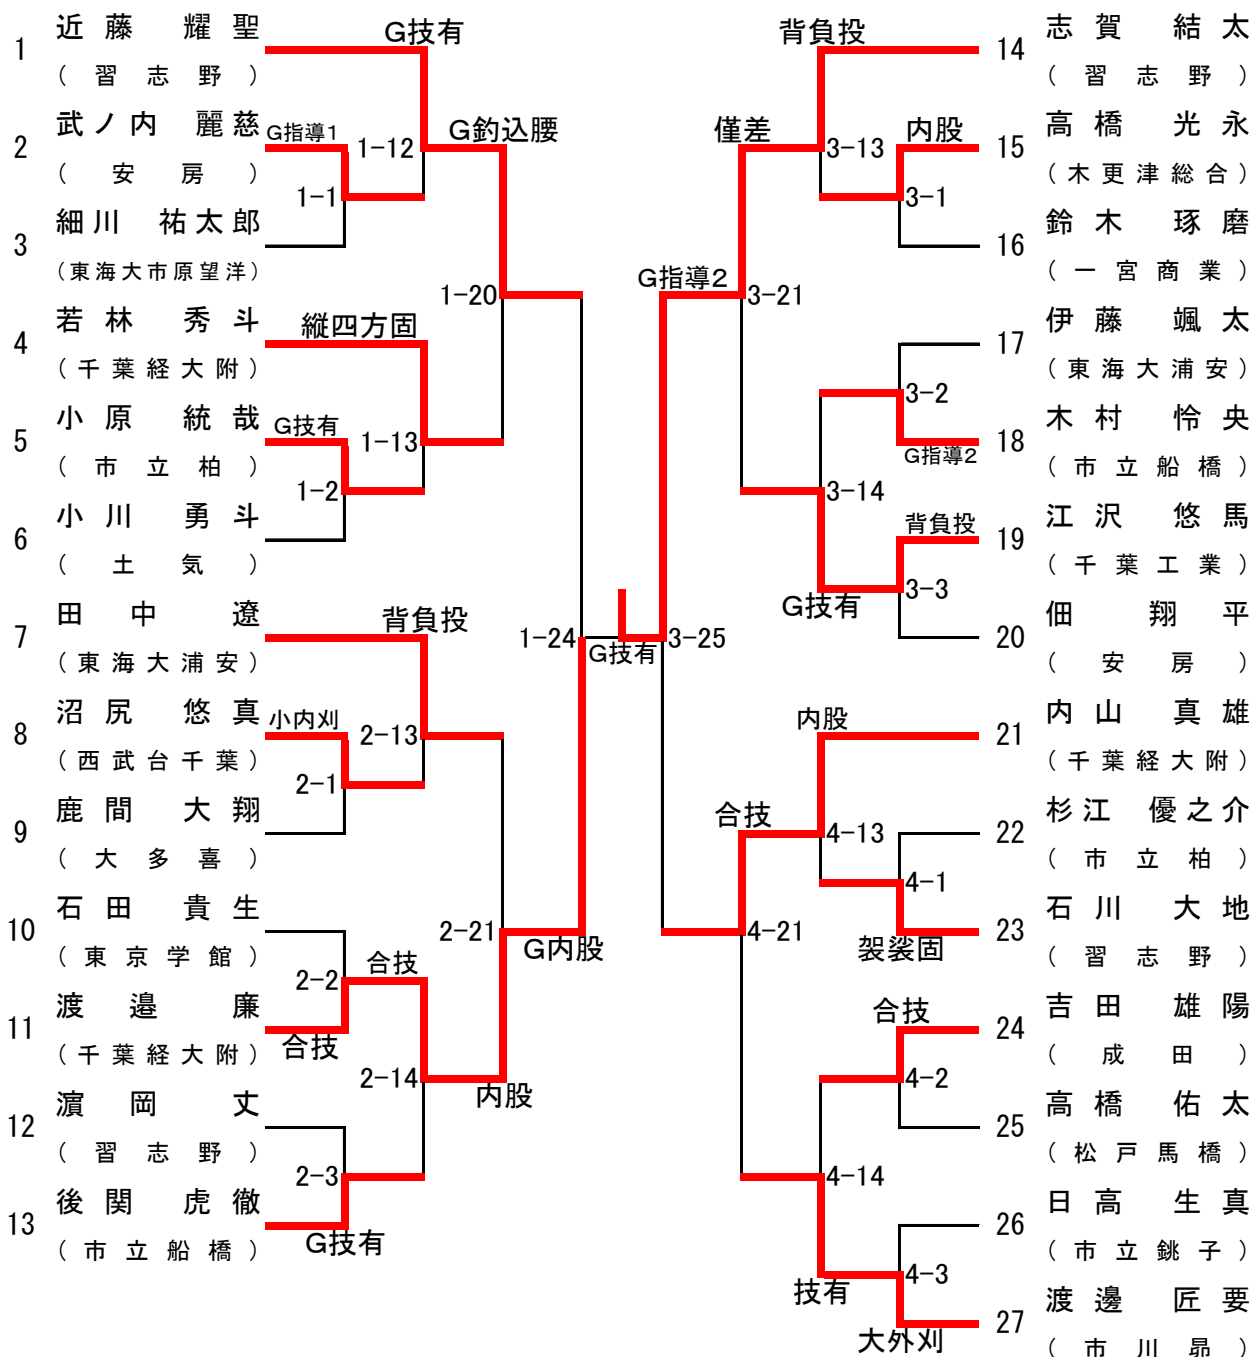 1 近藤 耀聖
(習志野)
2 武ノ内 麗慈
(安房)
3 細川 祐太郎
(東海大市原望洋)
4 若林 秀斗
(千葉経大附)
5 小原 統哉
(市立柏)
6 小川 勇斗
(土気)
7 田中 遼
(東海大浦安)
8 沼尻 悠真
(西武台千葉)
9 鹿間 大翔
(大多喜)
10 石田 貴生
(東京学館)
11 渡邉 廉
(千葉経大附)
12 濵岡 丈
(習志野)
13 後関 虎徹
(市立船橋)
G技有
G指導1
1-12
1-1
G釣込腰
1-20
縦四方固
G技有
1-13
1-2
背負投
小内刈
2-13
2-1
1-24
2-21
G内股
合技
2-2
合技
2-14
内股
2-3
G技有
G技有
3-25
G指導2
背負投
僅差
3-13
内股
3-1
3-21
3-2
G指導2
3-14
背負投
3-3
G技有
内股
合技
4-13
4-1
袈裟固
4-21
合技
4-2
4-14
4-3
技有
大外刈
14 志賀 結太
(習志野)
15 高橋 光永
(木更津総合)
16 鈴木 琢磨
(一宮商業)
17 伊藤 颯太
(東海大浦安)
18 木村 怜央
(市立船橋)
19 江沢 悠馬
(千葉工業)
20 佃 翔平
(安房)
21 内山 真雄
(千葉経大附)
22 杉江 優之介
(市立柏)
23 石川 大地
(習志野)
24 吉田 雄陽
(成田)
25 高橋 佑太
(松戸馬橋)
26 日高 生真
(市立銚子)
27 渡邊 匠要
(市川昴)